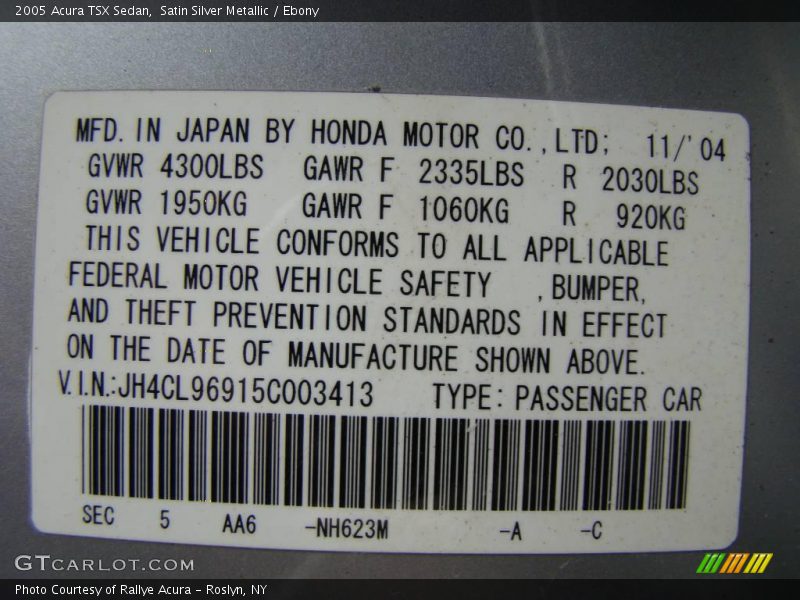 2005 Acura TSX Sedan,  Satin Silver Metallic / Ebony
MFD. IN JAPAN BY HONDA MOTOR CO.,LTD; 11/'04
GVWR 4300LBS GAWR F 2335LBS R 2030LBS
GVWR 1950KG GAWR F 1060KG R 920KG
THIS VEHICLE CONFORMS TO ALL APPLICABLE
FEDERAL MOTOR VEHICLE SAFETY ,BUMPER,
AND THEFT PREVENTION STANDARDS IN EFFECT
ON THE DATE OF MANUFACTURE SHOWN ABOVE.
V.I.N.:JH4CL96915C003413 TYPE: PASSENGER CAR
SEC 5 AA6 -NH623M -A -C
GTCARLOT.COM
Photo Courtesy of Rallye Acura - Roslyn, NY